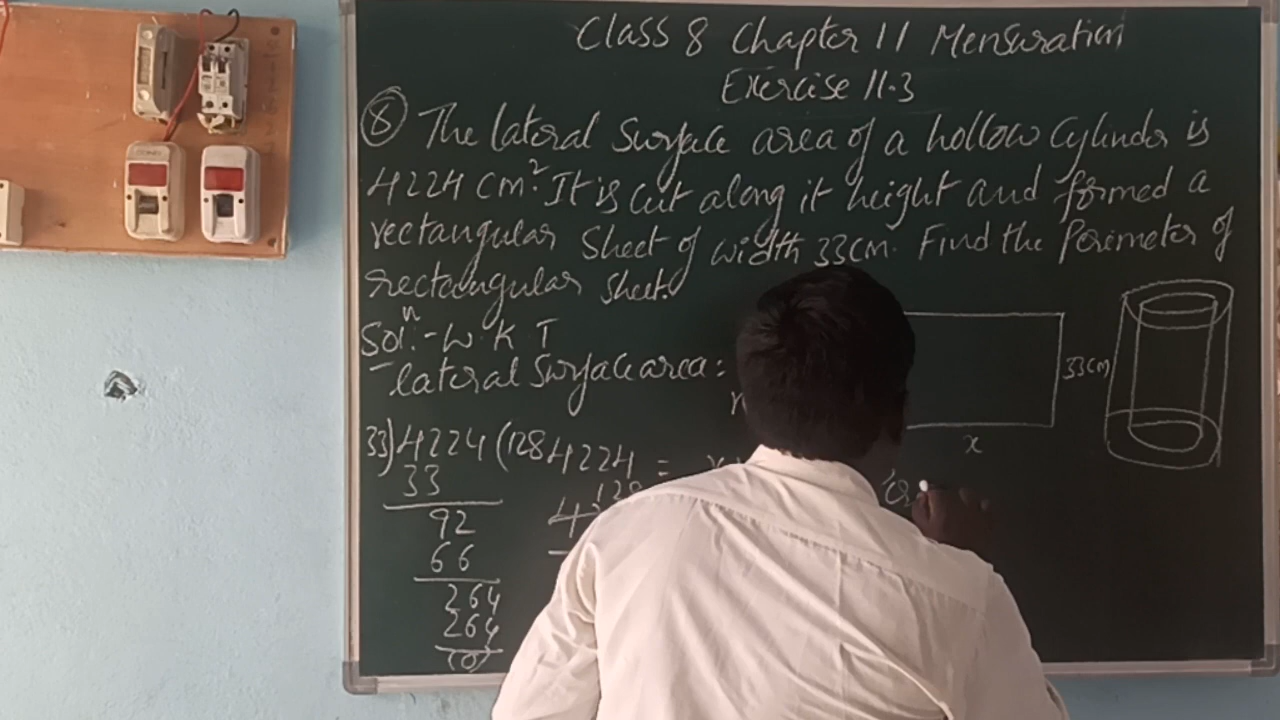 Class 8 Chapter 11 Mensuration
Exercise 11.3
⑧ The lateral Surface area of a hollow Cylinder is
4224 cm². It is cut along it height and formed a
rectangular Sheet of width 33cm. Find the Perimeter of
rectangular Sheet.
Solⁿ:- W. K T
lateral Surface area =
33cm
x
33)4224(128
4224 =
33
128
92
66
264
264
(0)